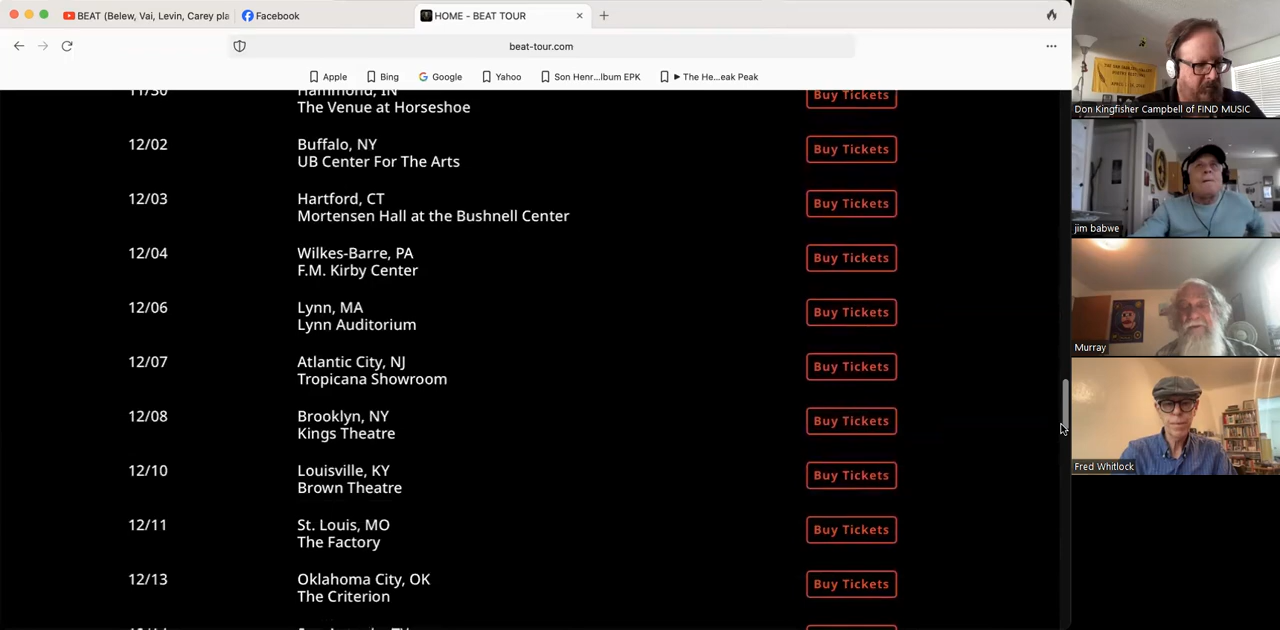 BEAT (Belew, Vai, Levin, Carey pla
Facebook
HOME - BEAT TOUR
beat-tour.com
Apple
Bing
Google
Yahoo
Son Henr...lbum EPK
► The He...eak Peak
11/30 Hammond, IN Buy Tickets
The Venue at Horseshoe
12/02 Buffalo, NY Buy Tickets
UB Center For The Arts
12/03 Hartford, CT Buy Tickets
Mortensen Hall at the Bushnell Center
12/04 Wilkes-Barre, PA Buy Tickets
F.M. Kirby Center
12/06 Lynn, MA Buy Tickets
Lynn Auditorium
12/07 Atlantic City, NJ Buy Tickets
Tropicana Showroom
12/08 Brooklyn, NY Buy Tickets
Kings Theatre
12/10 Louisville, KY Buy Tickets
Brown Theatre
12/11 St. Louis, MO Buy Tickets
The Factory
12/13 Oklahoma City, OK Buy Tickets
The Criterion
Don Kingfisher Campbell of FIND MUSIC
jim babwe
Murray
Fred Whitlock